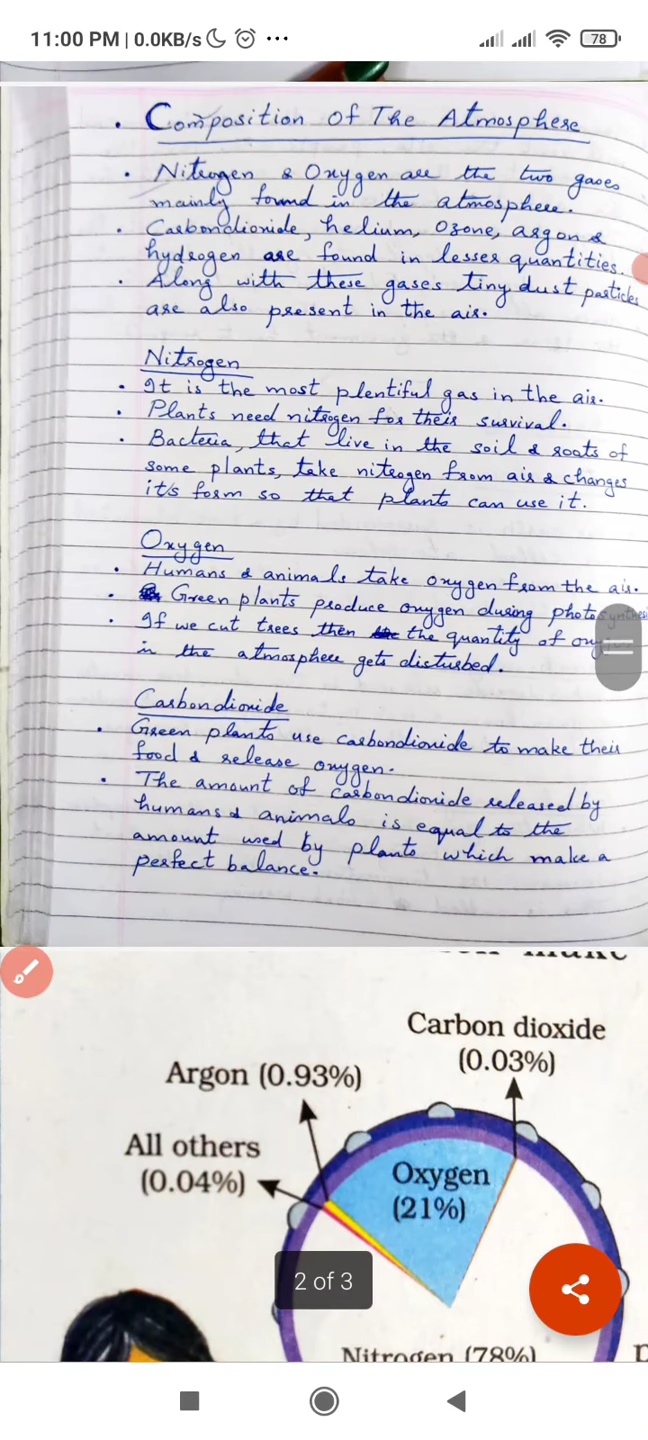 11:00 PM | 0.0KB/s ...
78
• Composition of The Atmosphere
• Nitrogen & Oxygen are the two gases
mainly found in the atmosphere.
• Carbondioxide, helium, Ozone, argon &
hydrogen are found in lesser quantities.
• Along with these gases tiny dust particles
are also present in the air.
Nitrogen
• It is the most plentiful gas in the air.
• Plants need nitrogen for their survival.
• Bacteria, that live in the soil & roots of
some plants, take nitrogen from air & changes
it's form so that plants can use it.
Oxygen
• Humans & animals take oxygen from the air.
• Green plants produce oxygen during photosynthesis
• If we cut trees then the quantity of oxygen
in the atmosphere gets disturbed.
Carbondioxide
• Green plants use carbondioxide to make their
food & release oxygen.
• The amount of carbondioxide released by
humans & animals is equal to the
amount used by plants which make a
perfect balance.
Carbon dioxide
(0.03%)
Argon (0.93%)
All others
(0.04%)
Oxygen
(21%)
2 of 3
Nitrogen (78%)